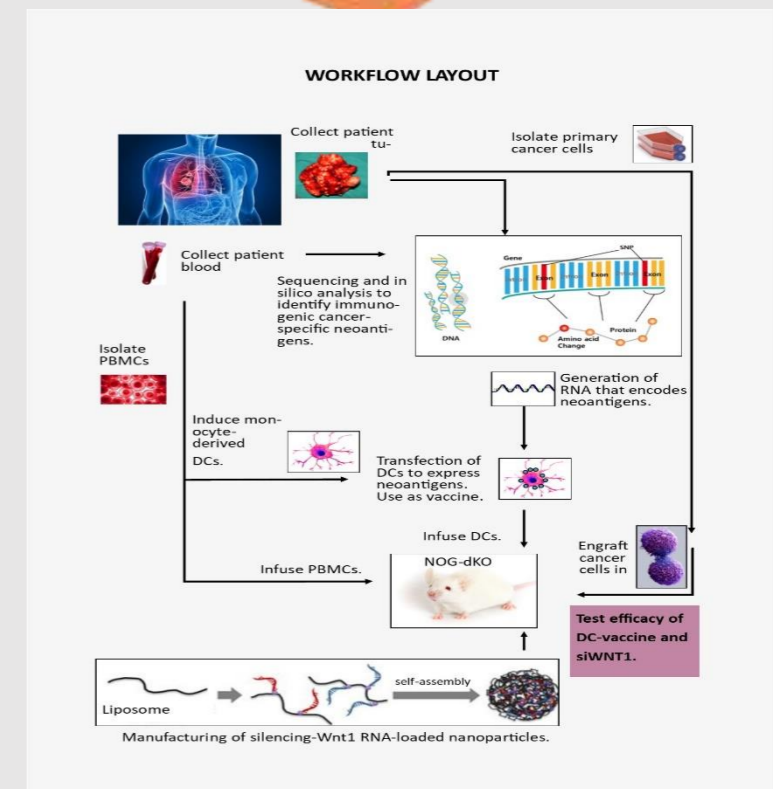 WORKFLOW LAYOUT
Collect patient
tu-
Isolate primary
cancer cells
Collect patient
blood
Sequencing and in
silico analysis to
identify immuno-
genic cancer-
specific neoanti-
gens.
DNA
Gene
SNP
Exon
Exon
Exon
Amino acid
Change
Protein
Isolate
PBMCs
Generation of
RNA that encodes
neoantigens.
Induce mon-
ocyte-
derived
DCs.
Transfection of
DCs to express
neoantigens.
Use as vaccine.
Infuse DCs.
Infuse PBMCs.
NOG-dKO
Engraft
cancer
cells in
Test efficacy of
DC-vaccine and
siWNT1.
Liposome
self-assembly
Manufacturing of silencing-Wnt1 RNA-loaded nanoparticles.